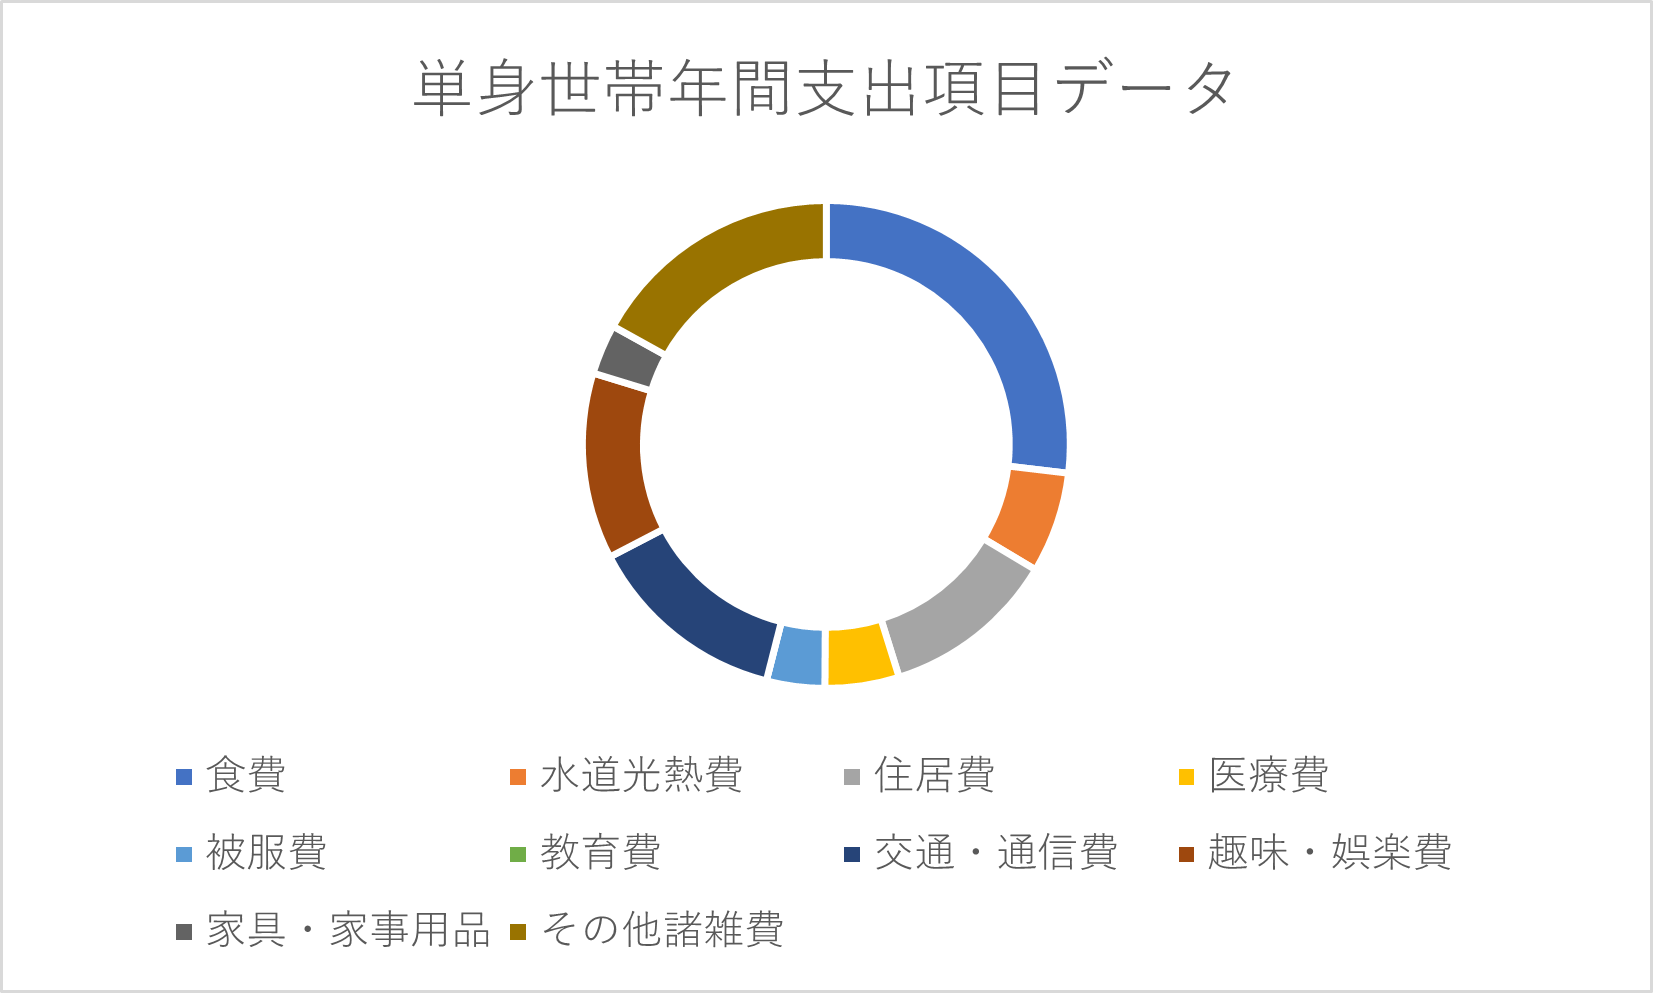 単身世帯年間支出項目データ
食費 水道光熱費 住居費 医療費
被服費 教育費 交通・通信費 趣味・娯楽費
家具・家事用品 その他諸雑費